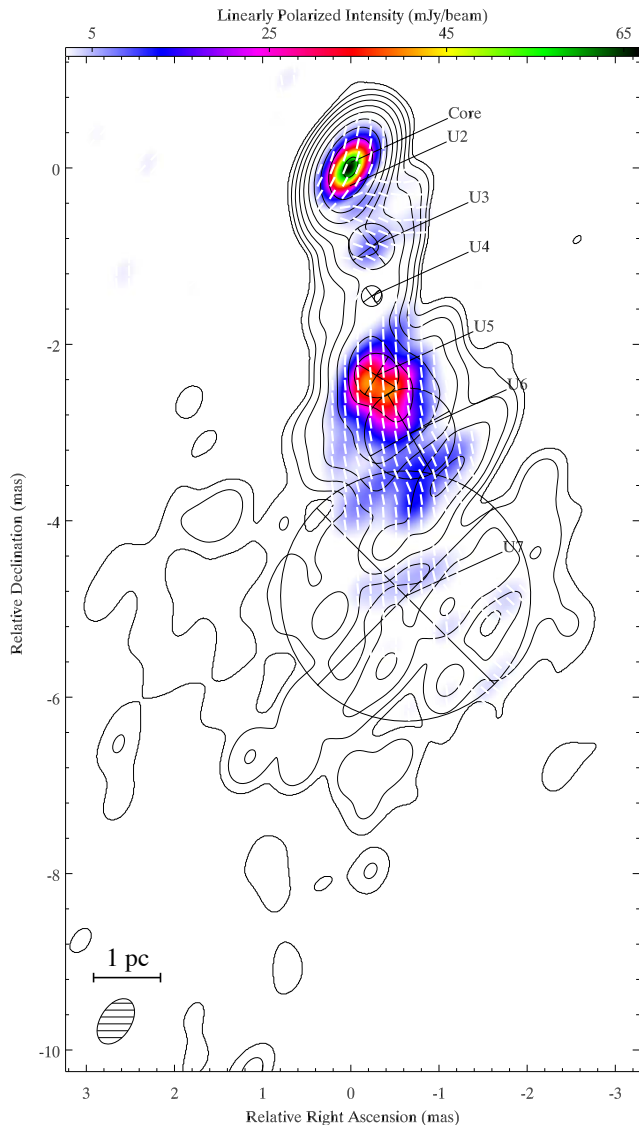 Linearly Polarized Intensity (mJy/beam)
5 25 45 65
Core
U2
0
U3
U4
-2
U5
U6
-4
U7
Relative Declination (mas)
-6
-8
1 pc
-10
3 2 1 0 -1 -2 -3
Relative Right Ascension (mas)